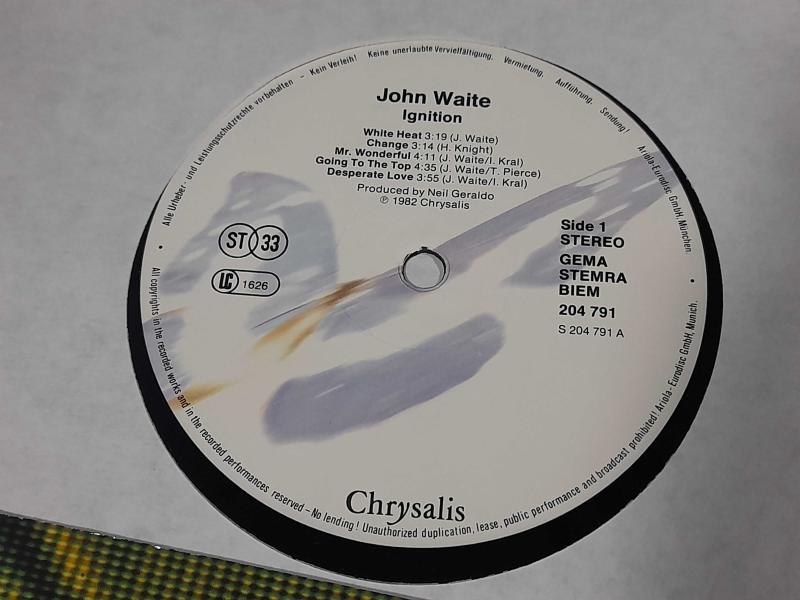 John Waite
Ignition
White Heat 3:19 (J. Waite)
Change 3:14 (H. Knight)
Mr. Wonderful 4:11 (J. Waite/I. Kral)
Going To The Top 4:35 (J. Waite/T. Pierce)
Desperate Love 3:55 (J. Waite/I. Kral)
Produced by Neil Geraldo
℗ 1982 Chrysalis
ST 33
LC 1626
Side 1
STEREO
GEMA
STEMRA
BIEM
204 791
S 204 791 A
Chrysalis
Alle Urheber- und Leistungsschutzrechte vorbehalten – Kein Verleih! Keine unerlaubte Vervielfältigung, Vermietung, Aufführung, Sendung! Ariola-Eurodisc GmbH, München.
All copyrights in the recorded works and in the recorded performances reserved – No lending! Unauthorized duplication, lease, public performance and broadcast prohibited! Ariola-Eurodisc GmbH, Munich.